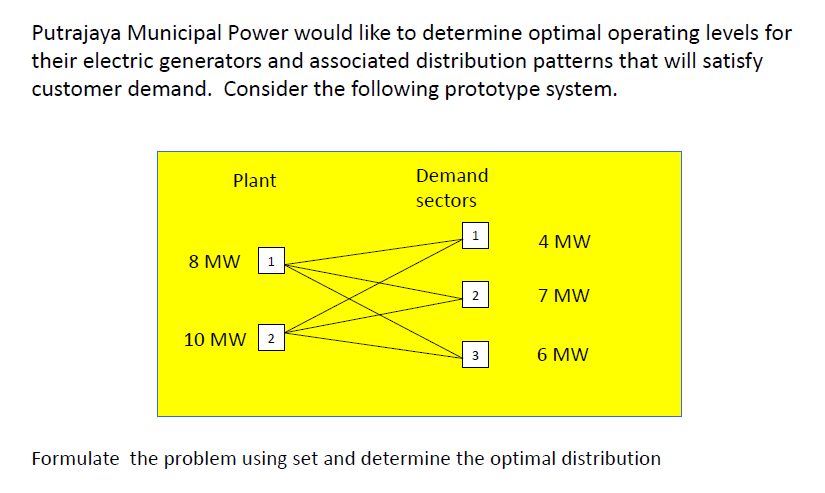 Putrajaya Municipal Power would like to determine optimal operating levels for
their electric generators and associated distribution patterns that will satisfy
customer demand. Consider the following prototype system.
Plant
Demand
sectors
1
4 MW
8 MW
1
2
7 MW
10 MW
2
3
6 MW
Formulate the problem using set and determine the optimal distribution